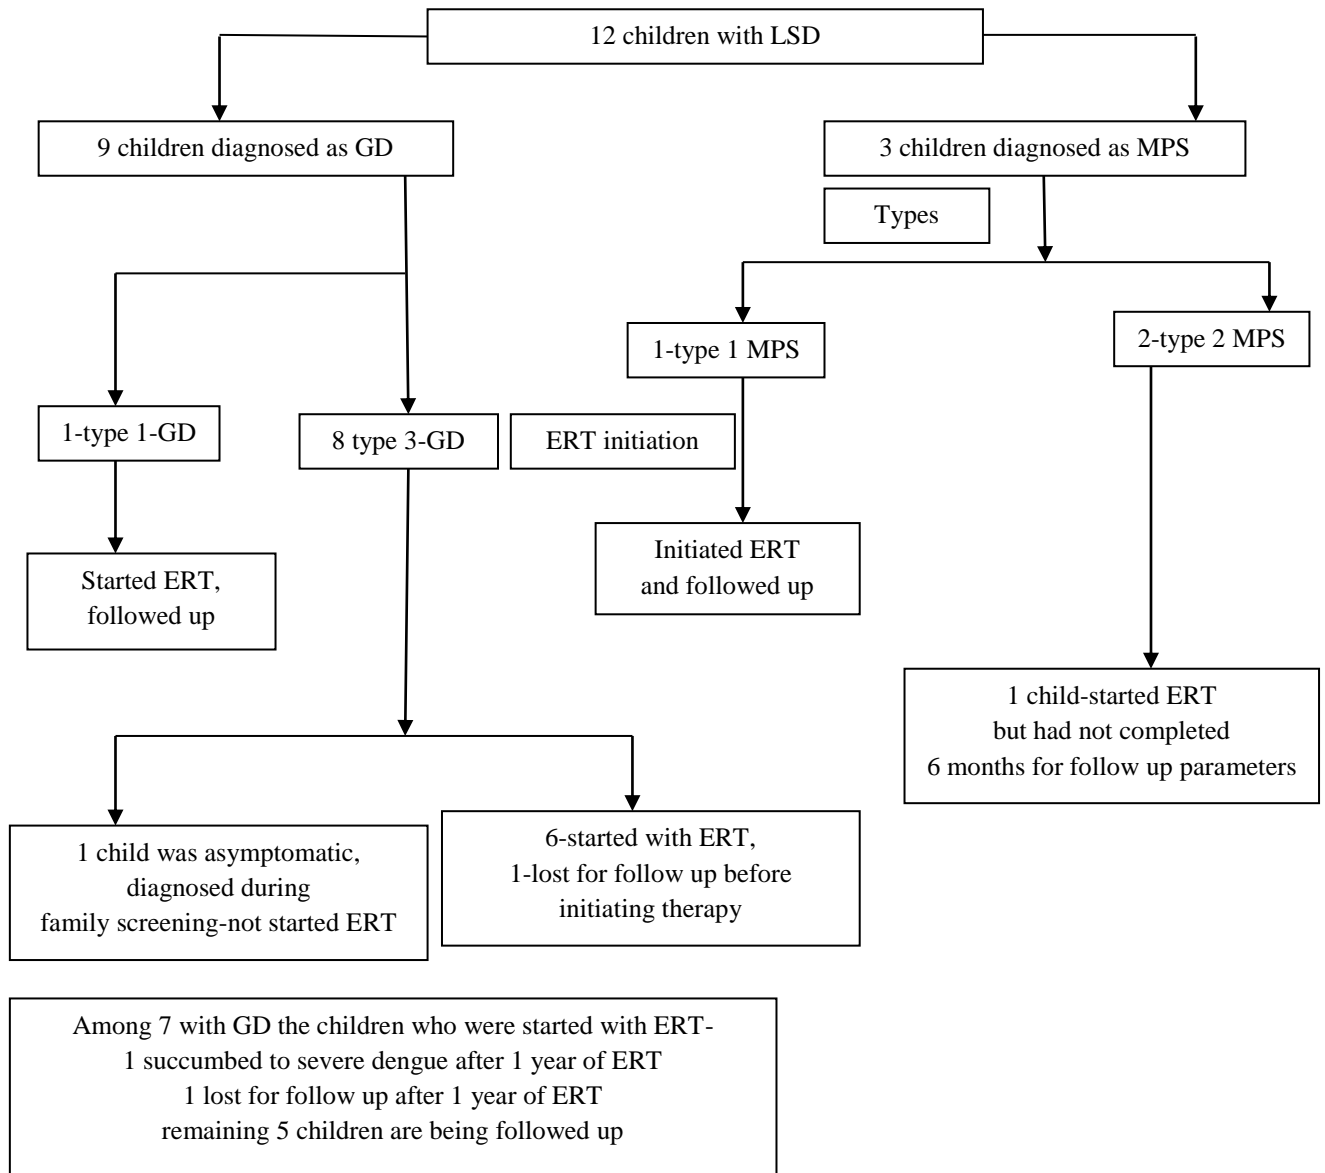 12 children with LSD
9 children diagnosed as GD
3 children diagnosed as MPS
Types
1-type 1 MPS
2-type 2 MPS
1-type 1-GD
8 type 3-GD
ERT initiation
Started ERT,
followed up
Initiated ERT
and followed up
1 child-started ERT
but had not completed
6 months for follow up parameters
1 child was asymptomatic,
diagnosed during
family screening-not started ERT
6-started with ERT,
1-lost for follow up before
initiating therapy
Among 7 with GD the children who were started with ERT-
1 succumbed to severe dengue after 1 year of ERT
1 lost for follow up after 1 year of ERT
remaining 5 children are being followed up